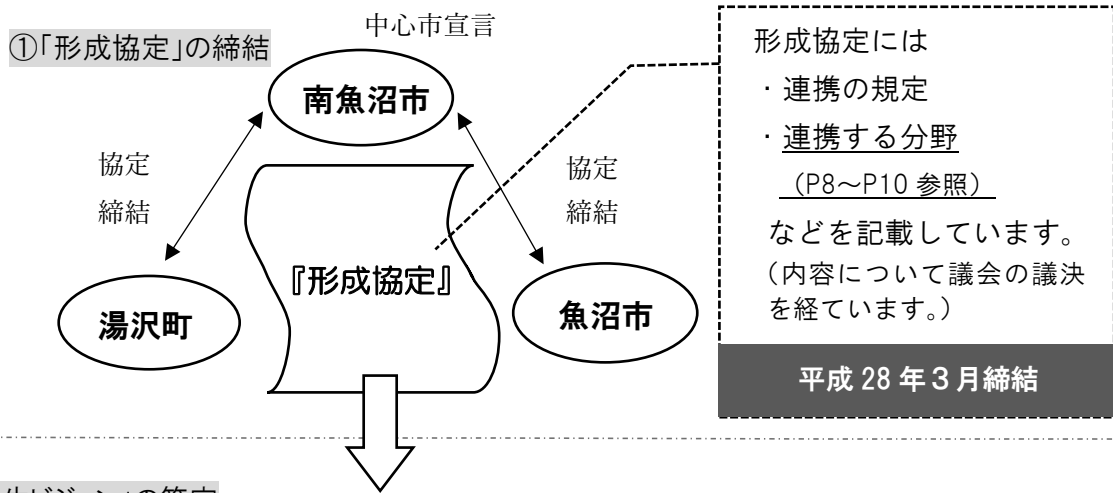 中心市宣言
①「形成協定」の締結
南魚沼市
協定
締結
協定
締結
『形成協定』
湯沢町
魚沼市
形成協定には
・連携の規定
・連携する分野
（P8～P10 参照）
などを記載しています。
（内容について議会の議決
を経ています。）
平成 28 年３月締結